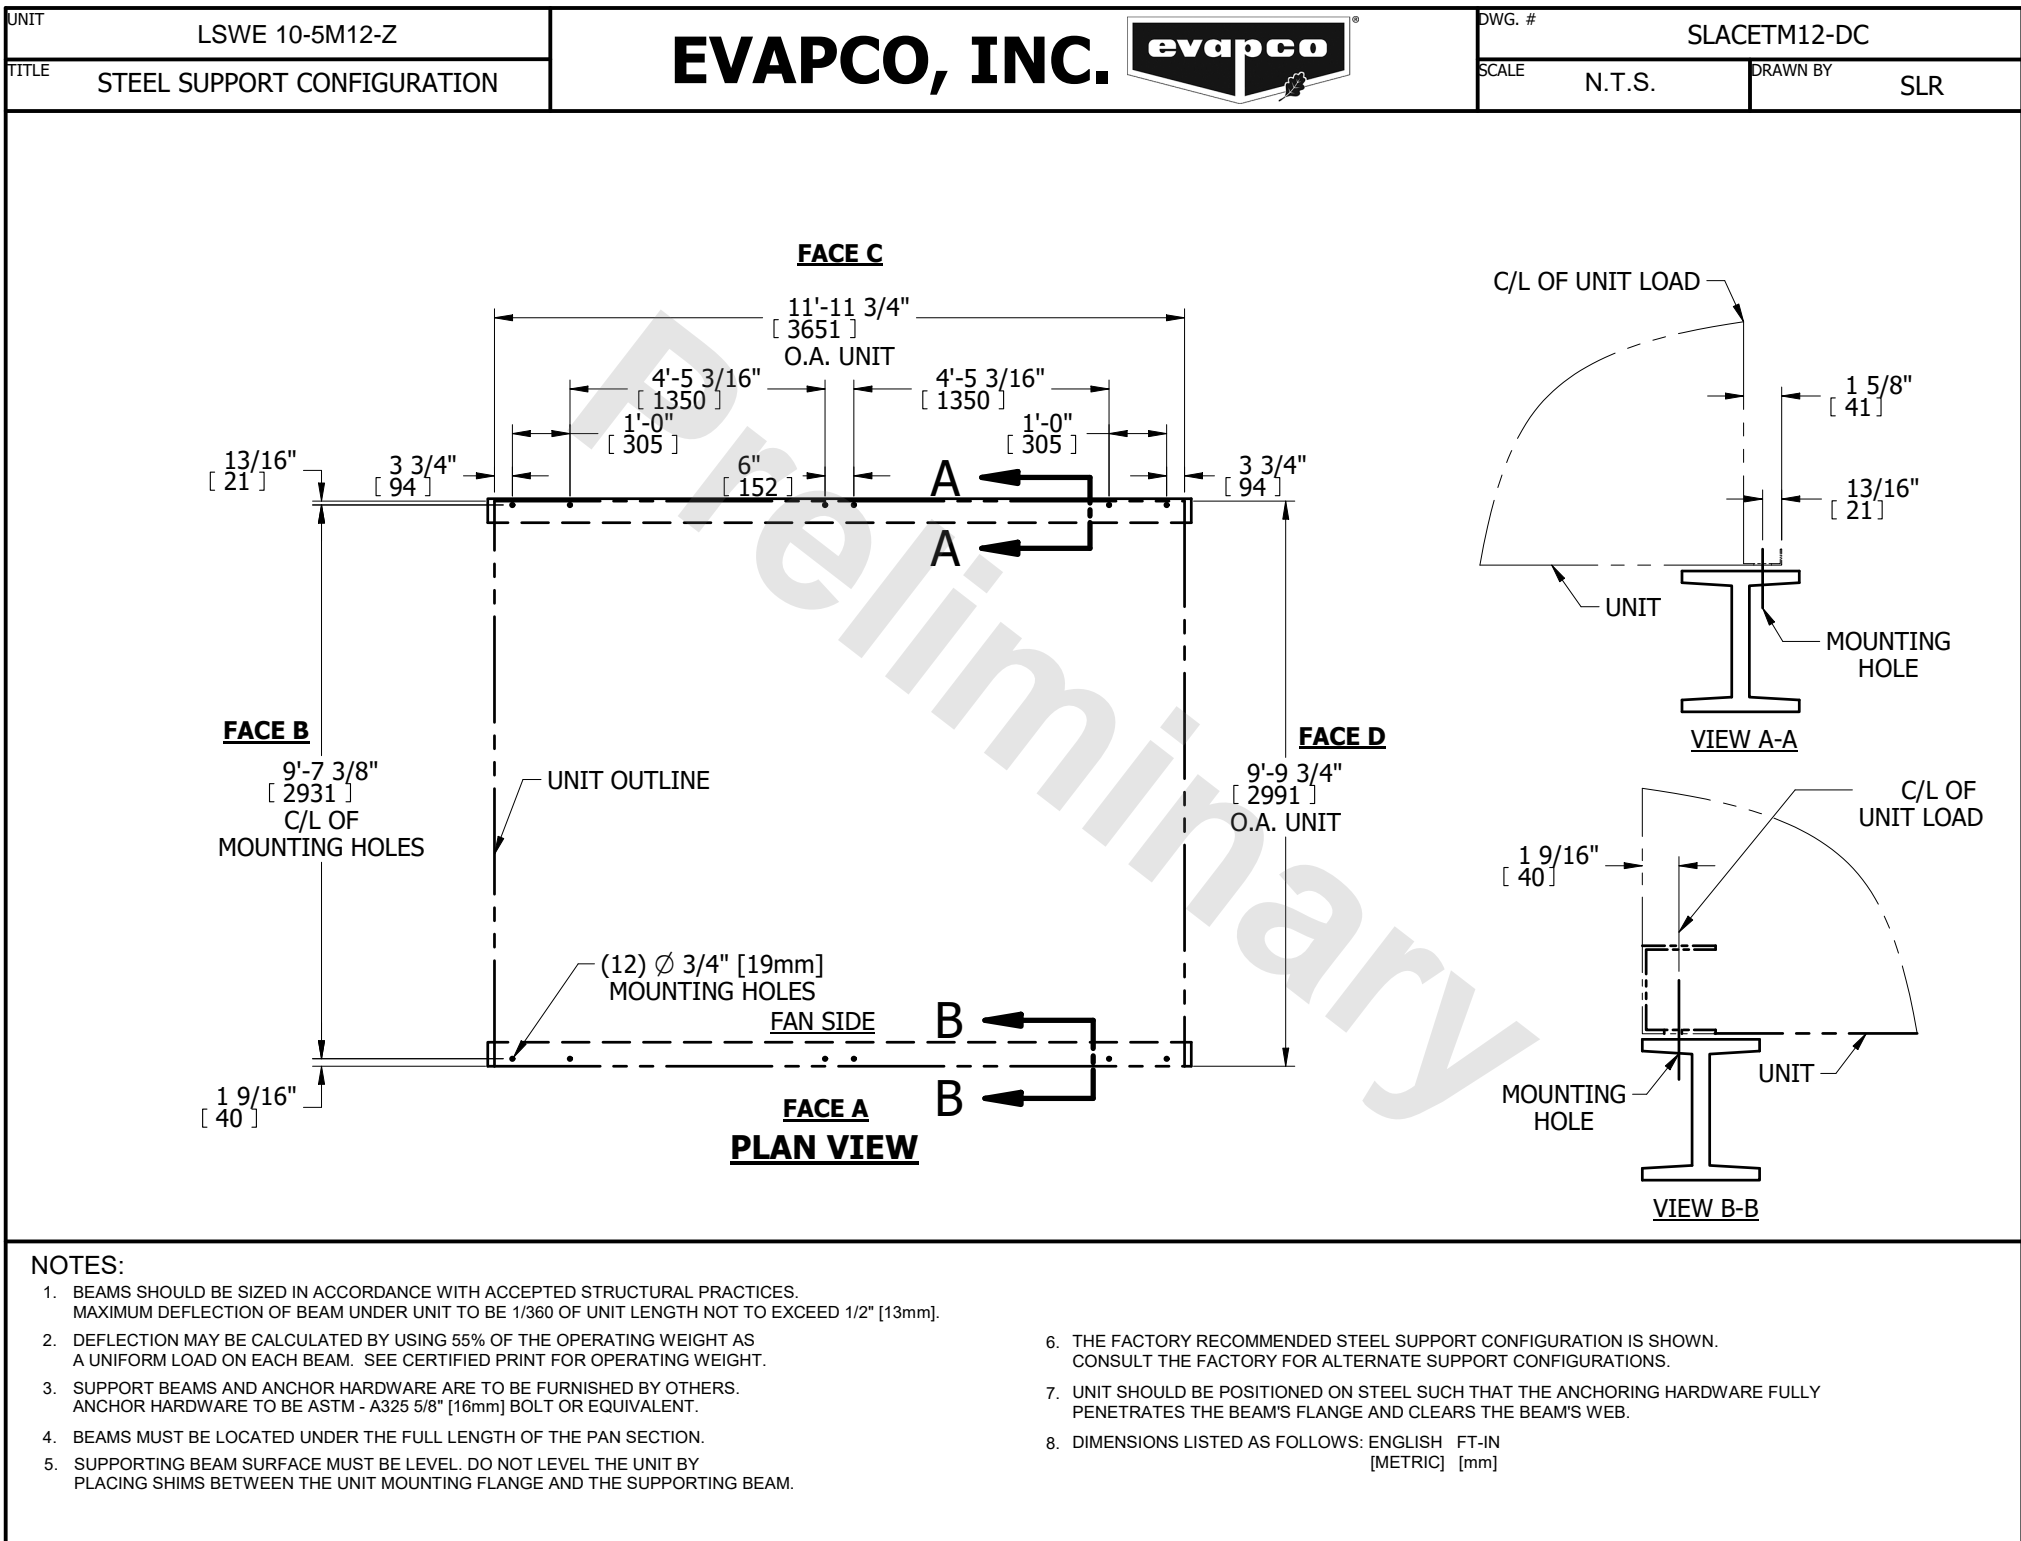 UNIT
LSWE 10-5M12-Z
TITLE
STEEL SUPPORT CONFIGURATION
EVAPCO, INC.
evapco
®
DWG. #
SLACETM12-DC
SCALE
N.T.S.
DRAWN BY
SLR
FACE C
11'-11 3/4"
[ 3651 ]
O.A. UNIT
4'-5 3/16"
[ 1350 ]
4'-5 3/16"
[ 1350 ]
1'-0"
[ 305 ]
1'-0"
[ 305 ]
13/16"
[ 21 ]
3 3/4"
[ 94 ]
6"
[ 152 ]
3 3/4"
[ 94 ]
A
A
FACE B
9'-7 3/8"
[ 2931 ]
C/L OF
MOUNTING HOLES
UNIT OUTLINE
FACE D
9'-9 3/4"
[ 2991 ]
O.A. UNIT
(12) Ø 3/4" [19mm]
MOUNTING HOLES
FAN SIDE
B
B
1 9/16"
[ 40 ]
FACE A
PLAN VIEW
Preliminary
C/L OF UNIT LOAD
1 5/8"
[ 41 ]
13/16"
[ 21 ]
UNIT
MOUNTING
HOLE
VIEW A-A
C/L OF
UNIT LOAD
1 9/16"
[ 40 ]
UNIT
MOUNTING
HOLE
VIEW B-B
NOTES:
1. BEAMS SHOULD BE SIZED IN ACCORDANCE WITH ACCEPTED STRUCTURAL PRACTICES.
MAXIMUM DEFLECTION OF BEAM UNDER UNIT TO BE 1/360 OF UNIT LENGTH NOT TO EXCEED 1/2" [13mm].
2. DEFLECTION MAY BE CALCULATED BY USING 55% OF THE OPERATING WEIGHT AS
A UNIFORM LOAD ON EACH BEAM. SEE CERTIFIED PRINT FOR OPERATING WEIGHT.
3. SUPPORT BEAMS AND ANCHOR HARDWARE ARE TO BE FURNISHED BY OTHERS.
ANCHOR HARDWARE TO BE ASTM - A325 5/8" [16mm] BOLT OR EQUIVALENT.
4. BEAMS MUST BE LOCATED UNDER THE FULL LENGTH OF THE PAN SECTION.
5. SUPPORTING BEAM SURFACE MUST BE LEVEL. DO NOT LEVEL THE UNIT BY
PLACING SHIMS BETWEEN THE UNIT MOUNTING FLANGE AND THE SUPPORTING BEAM.
6. THE FACTORY RECOMMENDED STEEL SUPPORT CONFIGURATION IS SHOWN.
CONSULT THE FACTORY FOR ALTERNATE SUPPORT CONFIGURATIONS.
7. UNIT SHOULD BE POSITIONED ON STEEL SUCH THAT THE ANCHORING HARDWARE FULLY
PENETRATES THE BEAM'S FLANGE AND CLEARS THE BEAM'S WEB.
8. DIMENSIONS LISTED AS FOLLOWS: ENGLISH FT-IN
[METRIC] [mm]